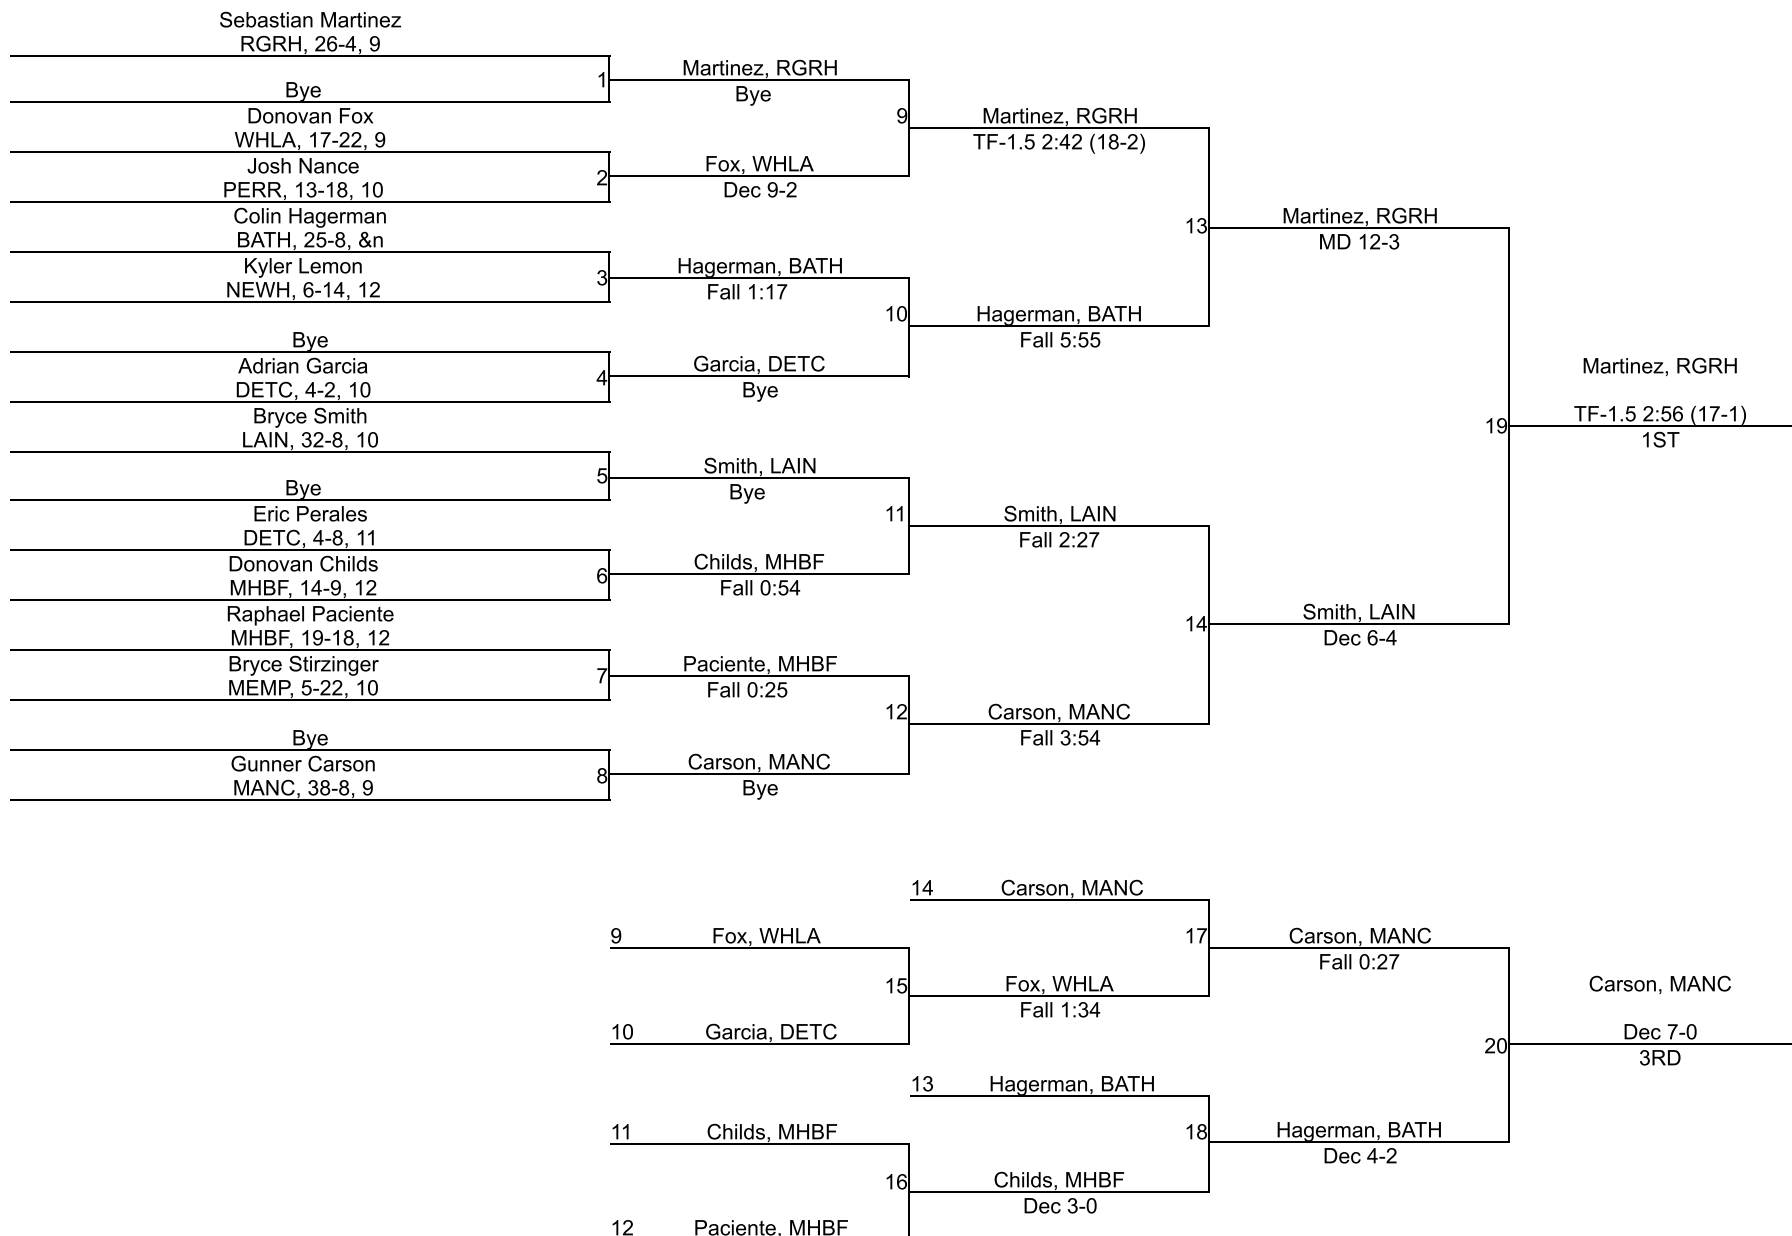 Sebastian Martinez
RGRH, 26-4, 9
Bye
Donovan Fox
WHLA, 17-22, 9
Josh Nance
PERR, 13-18, 10
Colin Hagerman
BATH, 25-8, &n
Kyler Lemon
NEWH, 6-14, 12
Bye
Adrian Garcia
DETC, 4-2, 10
Bryce Smith
LAIN, 32-8, 10
Bye
Eric Perales
DETC, 4-8, 11
Donovan Childs
MHBF, 14-9, 12
Raphael Paciente
MHBF, 19-18, 12
Bryce Stirzinger
MEMP, 5-22, 10
Bye
Gunner Carson
MANC, 38-8, 9
1
Martinez, RGRH
Bye
2
Fox, WHLA
Dec 9-2
3
Hagerman, BATH
Fall 1:17
4
Garcia, DETC
Bye
5
Smith, LAIN
Bye
6
Childs, MHBF
Fall 0:54
7
Paciente, MHBF
Fall 0:25
8
Carson, MANC
Bye
9
Martinez, RGRH
TF-1.5 2:42 (18-2)
10
Hagerman, BATH
Fall 5:55
11
Smith, LAIN
Fall 2:27
12
Carson, MANC
Fall 3:54
13
Martinez, RGRH
MD 12-3
14
Smith, LAIN
Dec 6-4
19
Martinez, RGRH
TF-1.5 2:56 (17-1)
1ST
9
Fox, WHLA
10
Garcia, DETC
11
Childs, MHBF
12
Paciente, MHBF
14
Carson, MANC
15
Fox, WHLA
Fall 1:34
13
Hagerman, BATH
16
Childs, MHBF
Dec 3-0
17
Carson, MANC
Fall 0:27
18
Hagerman, BATH
Dec 4-2
20
Carson, MANC
Dec 7-0
3RD